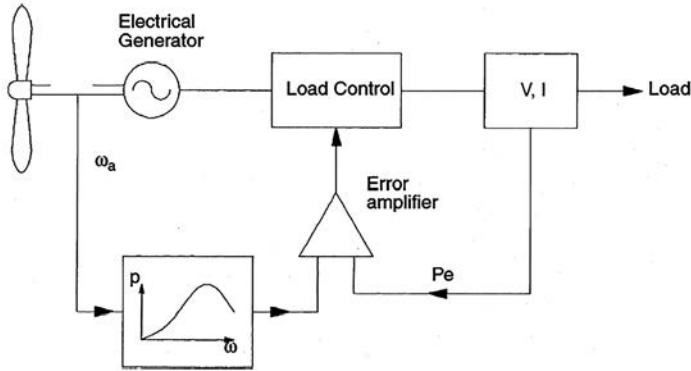 Electrical
Generator
Load Control
V, I
Load
ωa
Error
amplifier
Pe
p
ω